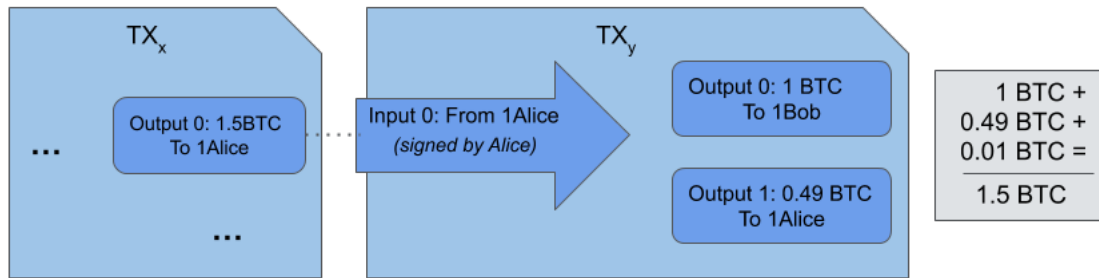 TXx
Output 0: 1.5BTC
To 1Alice
...
...
TXy
Input 0: From 1Alice
(signed by Alice)
Output 0: 1 BTC
To 1Bob
Output 1: 0.49 BTC
To 1Alice
1 BTC +
0.49 BTC +
0.01 BTC =
1.5 BTC